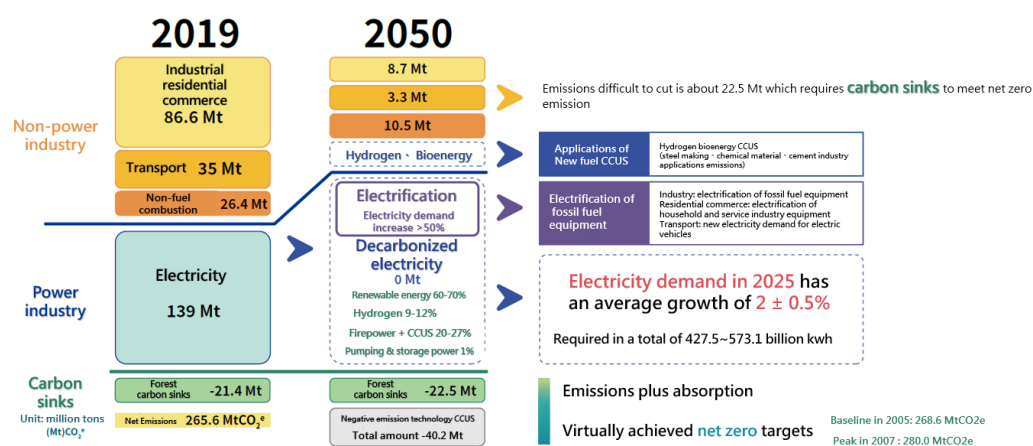 2019
2050
Non-power
industry
Industrial
residential
commerce
86.6 Mt
Transport 35 Mt
Non-fuel
combustion 26.4 Mt
8.7 Mt
3.3 Mt
10.5 Mt
Hydrogen、Bioenergy
Emissions difficult to cut is about 22.5 Mt which requires carbon sinks to meet net zero
emission
Applications of
New fuel CCUS
Hydrogen bioenergy CCUS
(steel making、chemical material、cement industry
applications emissions)
Electrification of
fossil fuel
equipment
Industry: electrification of fossil fuel equipment
Residential commerce: electrification of
household and service industry equipment
Transport: new electricity demand for electric
vehicles
Power
industry
Electricity
139 Mt
Electrification
Electricity demand
increase >50%
Decarbonized
electricity
0 Mt
Renewable energy 60-70%
Hydrogen 9-12%
Firepower + CCUS 20-27%
Pumping & storage power 1%
Electricity demand in 2025 has
an average growth of 2 ± 0.5%
Required in a total of 427.5~573.1 billion kwh
Carbon
sinks
Unit: million tons
(Mt)CO₂ᵉ
Forest
carbon sinks -21.4 Mt
Net Emissions 265.6 MtCO₂ᵉ
Forest
carbon sinks -22.5 Mt
Negative emission technology CCUS
Total amount -40.2 Mt
Emissions plus absorption
Virtually achieved net zero targets
Baseline in 2005: 268.6 MtCO2e
Peak in 2007 : 280.0 MtCO2e